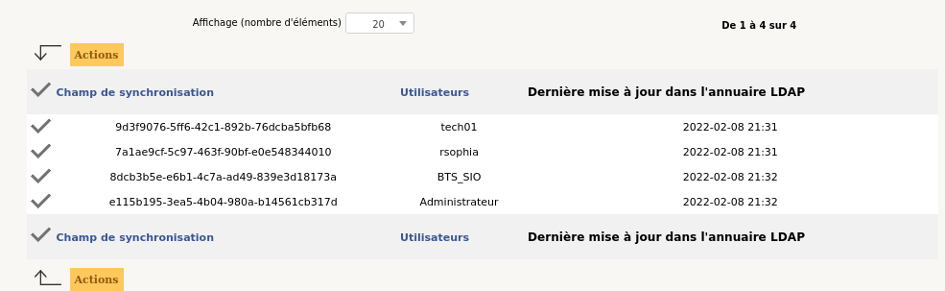 Affichage (nombre d'éléments) 20
De 1 à 4 sur 4
Actions
Champ de synchronisation Utilisateurs Dernière mise à jour dans l'annuaire LDAP
9d3f9076-5ff6-42c1-892b-76dcba5bfb68 tech01 2022-02-08 21:31
7a1ae9cf-5c97-463f-90bf-e0e548344010 rsophia 2022-02-08 21:31
8dcb3b5e-e6b1-4c7a-ad49-839e3d18173a BTS_SIO 2022-02-08 21:32
e115b195-3ea5-4b04-980a-b14561cb317d Administrateur 2022-02-08 21:32
Champ de synchronisation Utilisateurs Dernière mise à jour dans l'annuaire LDAP
Actions